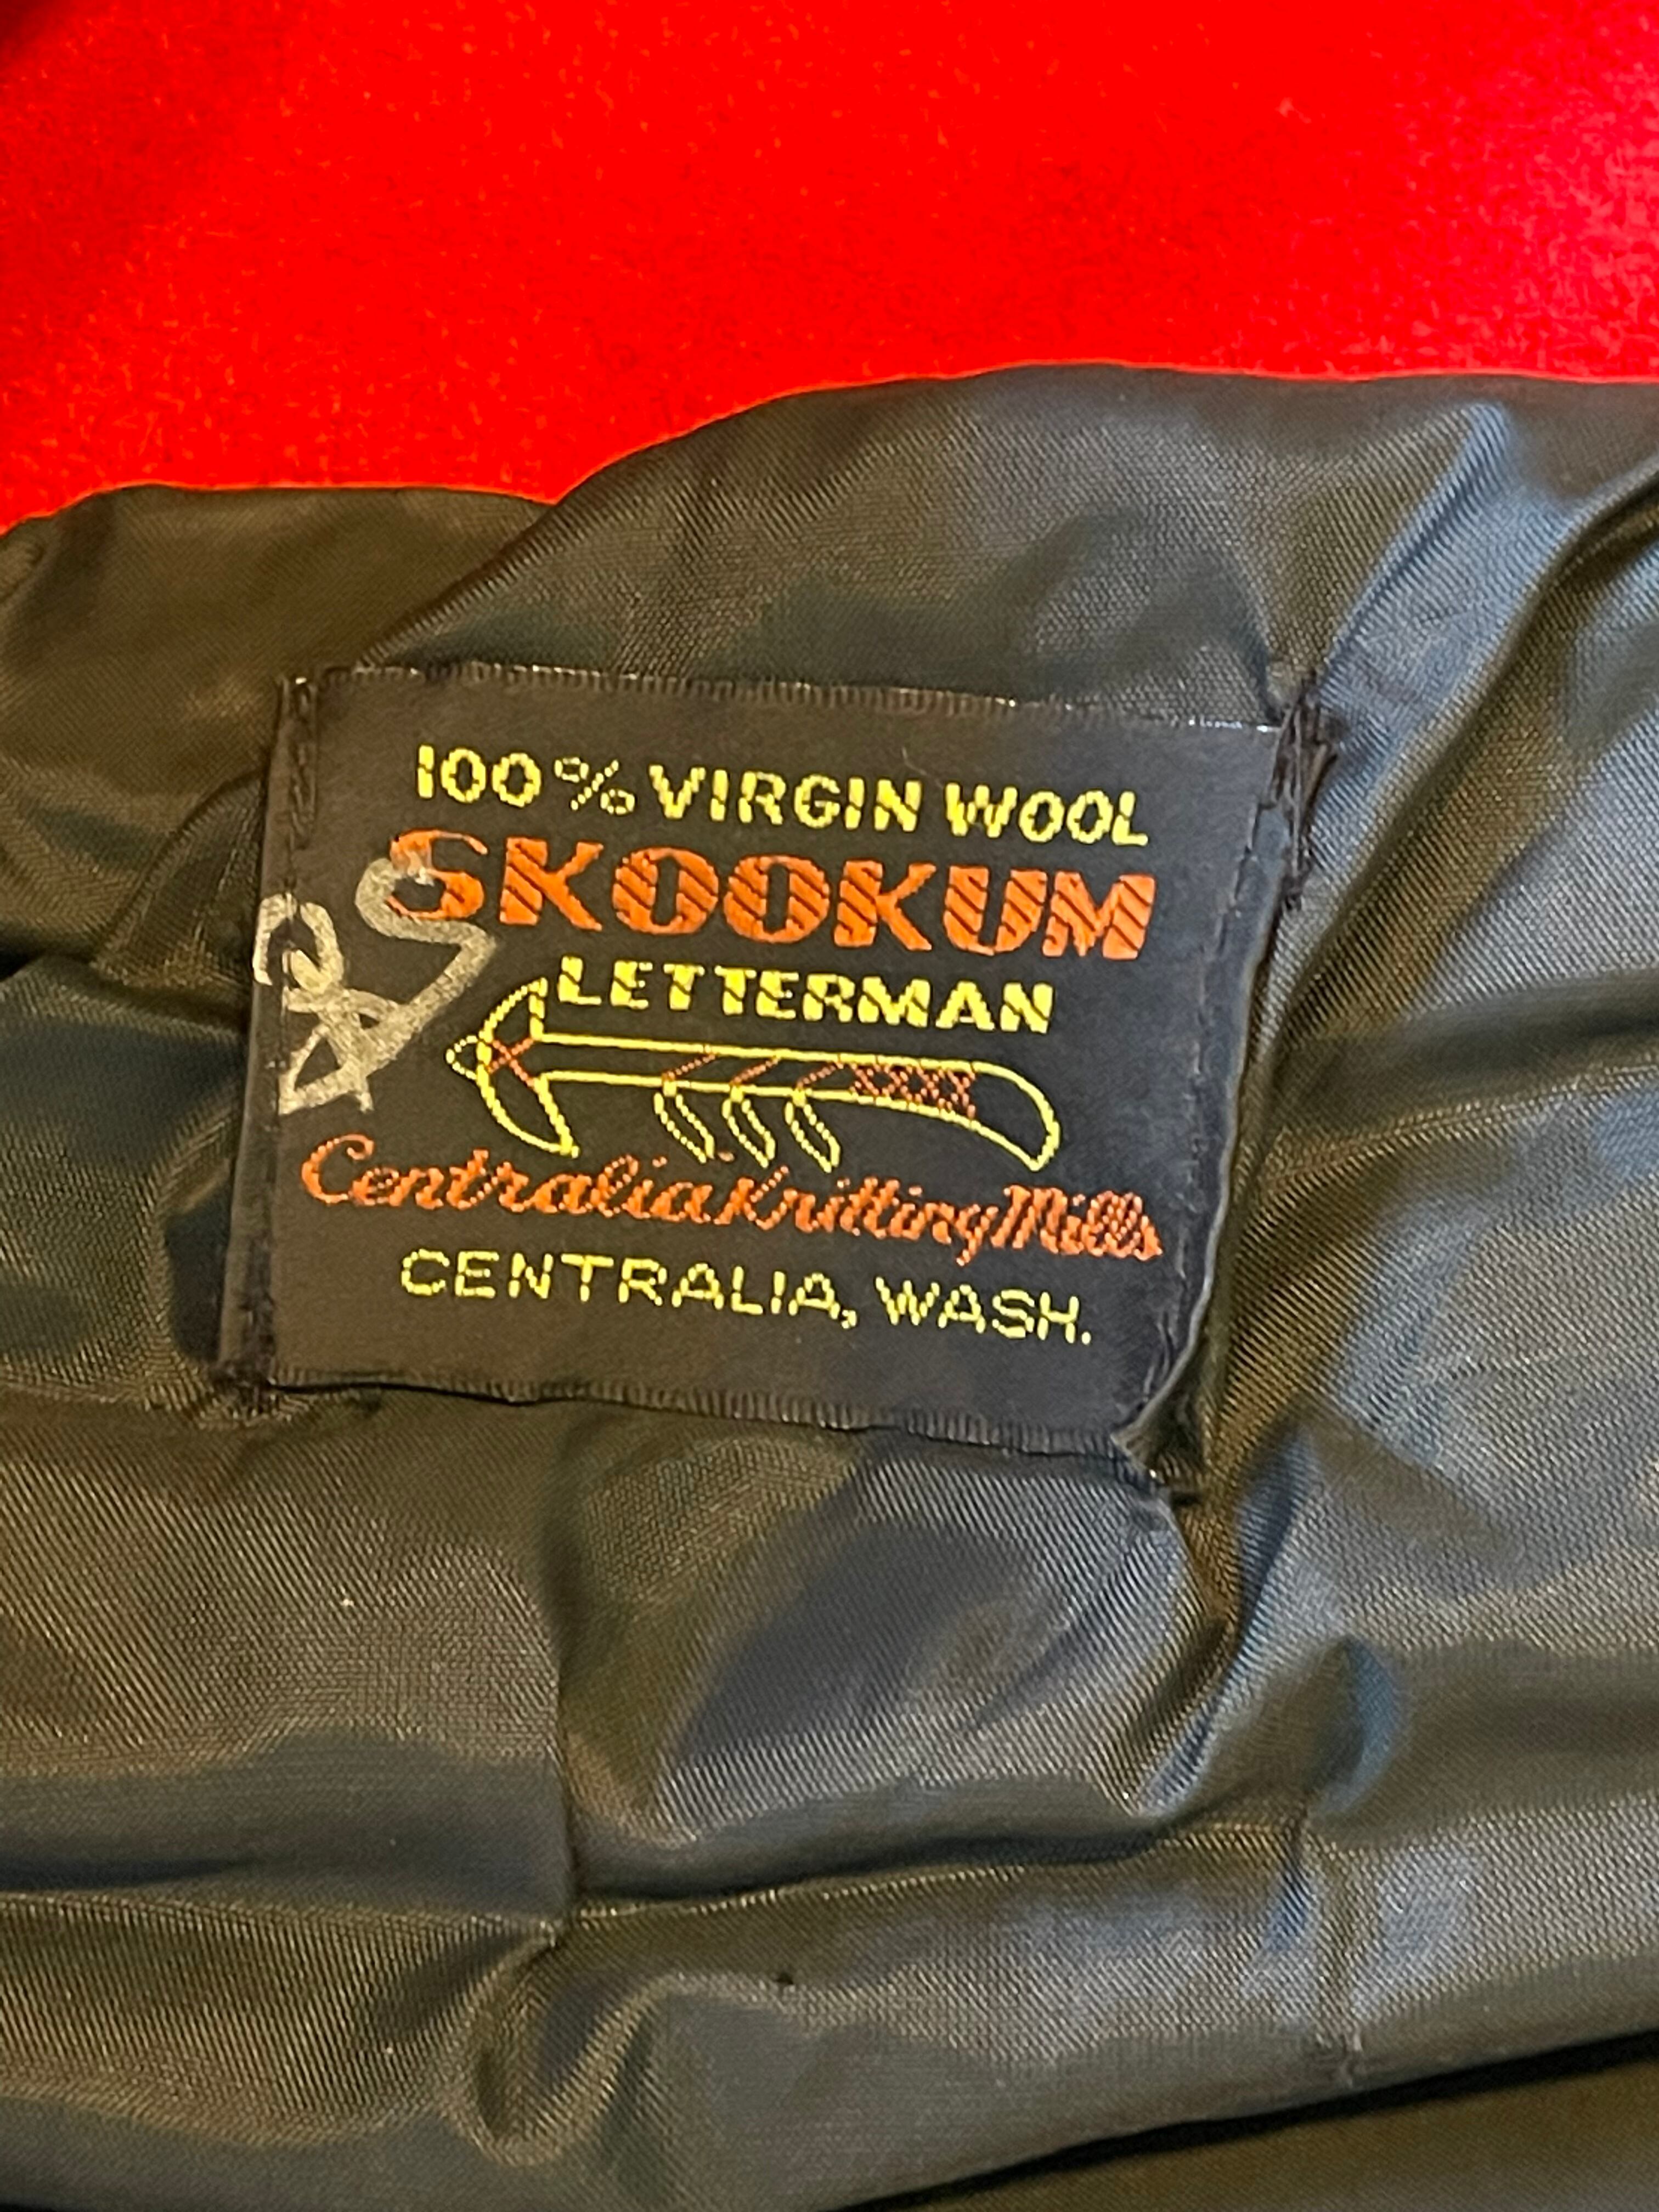 100% VIRGIN WOOL
SKOOKUM
LETTERMAN
Centralia Knitting Mills
CENTRALIA, WASH.